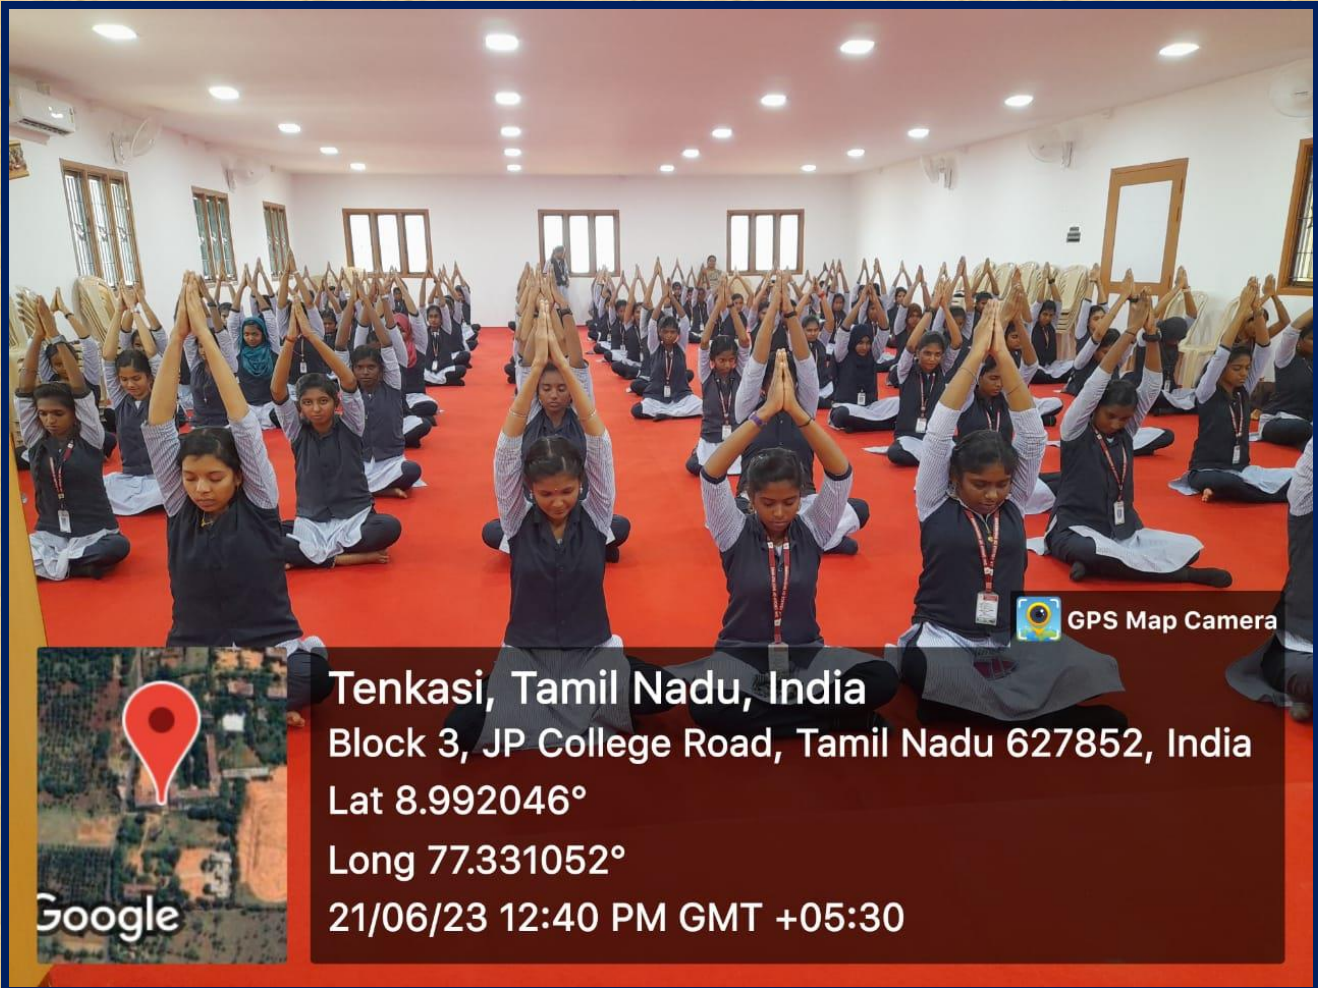 GPS Map Camera
Tenkasi, Tamil Nadu, India
Block 3, JP College Road, Tamil Nadu 627852, India
Lat 8.992046°
Long 77.331052°
21/06/23 12:40 PM GMT +05:30
Google